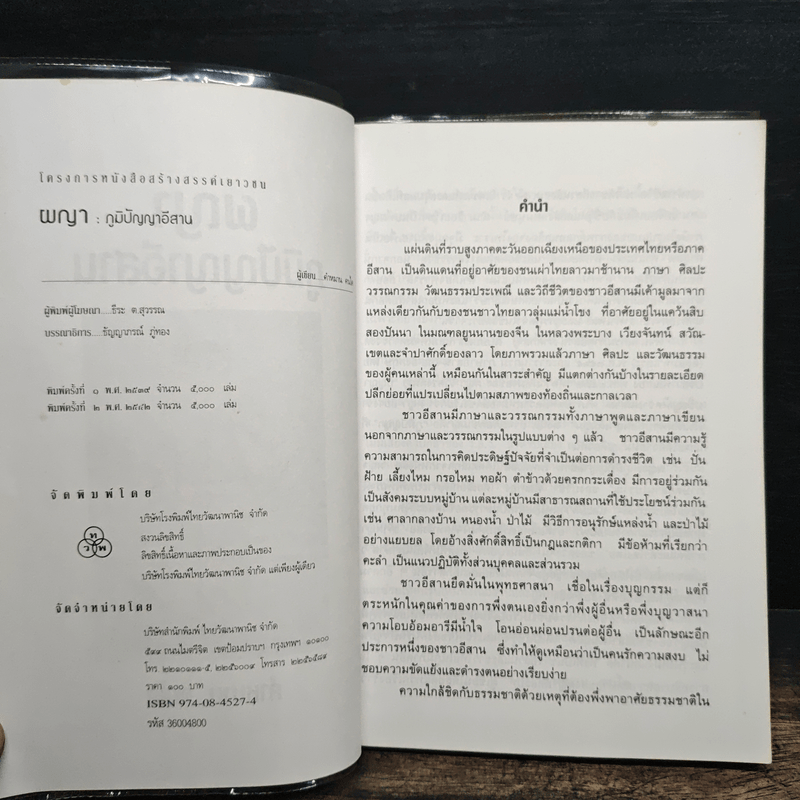 โครงการหนังสือสร้างสรรค์เยาวชน
ผญา : ภูมิปัญญาอีสาน
ผู้เขียน....คำหมาน คนไค
ผู้พิมพ์ผู้โฆษณา....ธีระ ต.สุวรรณ
บรรณาธิการ....ชัญญาภรณ์ ภู่ทอง
พิมพ์ครั้งที่ ๑ พ.ศ. ๒๕๓๙ จำนวน ๕,๐๐๐ เล่ม
พิมพ์ครั้งที่ ๒ พ.ศ. ๒๕๔๒ จำนวน ๕,๐๐๐ เล่ม
จัดพิมพ์โดย
บริษัทโรงพิมพ์ไทยวัฒนาพานิช จำกัด
สงวนลิขสิทธิ์
ลิขสิทธิ์เนื้อหาและภาพประกอบเป็นของ
บริษัทโรงพิมพ์ไทยวัฒนาพานิช จำกัด แต่เพียงผู้เดียว
ท ว พ
จัดจำหน่ายโดย
บริษัทสำนักพิมพ์ ไทยวัฒนาพานิช จำกัด
๕๙๙ ถนนไมตรีจิต เขตป้อมปราบฯ กรุงเทพฯ ๑๐๑๐๐
โทร ๒๒๑๐๑๑๑-๕, ๒๒๕๖๐๐๙ โทรสาร ๒๒๕๖๕๘๙
ราคา ๑๐๐ บาท
ISBN 974-08-4527-4
รหัส 36004800
คำนำ
แผ่นดินที่ราบสูงภาคตะวันออกเฉียงเหนือของประเทศไทยหรือภาค
อีสาน เป็นดินแดนที่อยู่อาศัยของชนเผ่าไทยลาวมาช้านาน ภาษา ศิลปะ
วรรณกรรม วัฒนธรรมประเพณี และวิถีชีวิตของชาวอีสานมีเค้ามูลมาจาก
แหล่งเดียวกันกับของชนชาวไทยลาวลุ่มแม่น้ำโขง ที่อาศัยอยู่ในแคว้นสิบ
สองปันนา ในมณฑลยูนนานของจีน ในหลวงพระบาง เวียงจันทน์ สวัณ-
เขตและจำปาศักดิ์ของลาว โดยภาพรวมแล้วภาษา ศิลปะ และวัฒนธรรม
ของผู้คนเหล่านี้ เหมือนกันในสาระสำคัญ มีแตกต่างกันบ้างในรายละเอียด
ปลีกย่อยที่แปรเปลี่ยนไปตามสภาพของท้องถิ่นและกาลเวลา
ชาวอีสานมีภาษาและวรรณกรรมทั้งภาษาพูดและภาษาเขียน
นอกจากภาษาและวรรณกรรมในรูปแบบต่าง ๆ แล้ว ชาวอีสานมีความรู้
ความสามารถในการคิดประดิษฐ์ปัจจัยที่จำเป็นต่อการดำรงชีวิต เช่น ปั่น
ฝ้าย เลี้ยงไหม กรอไหม ทอผ้า ตำข้าวด้วยครกกระเดื่อง มีการอยู่ร่วมกัน
เป็นสังคมระบบหมู่บ้าน แต่ละหมู่บ้านมีสาธารณสถานที่ใช้ประโยชน์ร่วมกัน
เช่น ศาลากลางบ้าน หนองน้ำ ป่าไม้ มีวิธีการอนุรักษ์แหล่งน้ำ และป่าไม้
อย่างแยบยล โดยอ้างสิ่งศักดิ์สิทธิ์เป็นกฎและกติกา มีข้อห้ามที่เรียกว่า
คะลำ เป็นแนวปฏิบัติทั้งส่วนบุคคลและส่วนรวม
ชาวอีสานยึดมั่นในพุทธศาสนา เชื่อในเรื่องบุญกรรม แต่ก็
ตระหนักในคุณค่าของการพึ่งตนเองยิ่งกว่าพึ่งผู้อื่นหรือพึ่งบุญวาสนา
ความโอบอ้อมอารีมีน้ำใจ โอนอ่อนผ่อนปรนต่อผู้อื่น เป็นลักษณะอีก
ประการหนึ่งของชาวอีสาน ซึ่งทำให้ดูเหมือนว่าเป็นคนรักความสงบ ไม่
ชอบความขัดแย้งและดำรงตนอย่างเรียบง่าย
ความใกล้ชิดกับธรรมชาติด้วยเหตุที่ต้องพึ่งพาอาศัยธรรมชาติใน